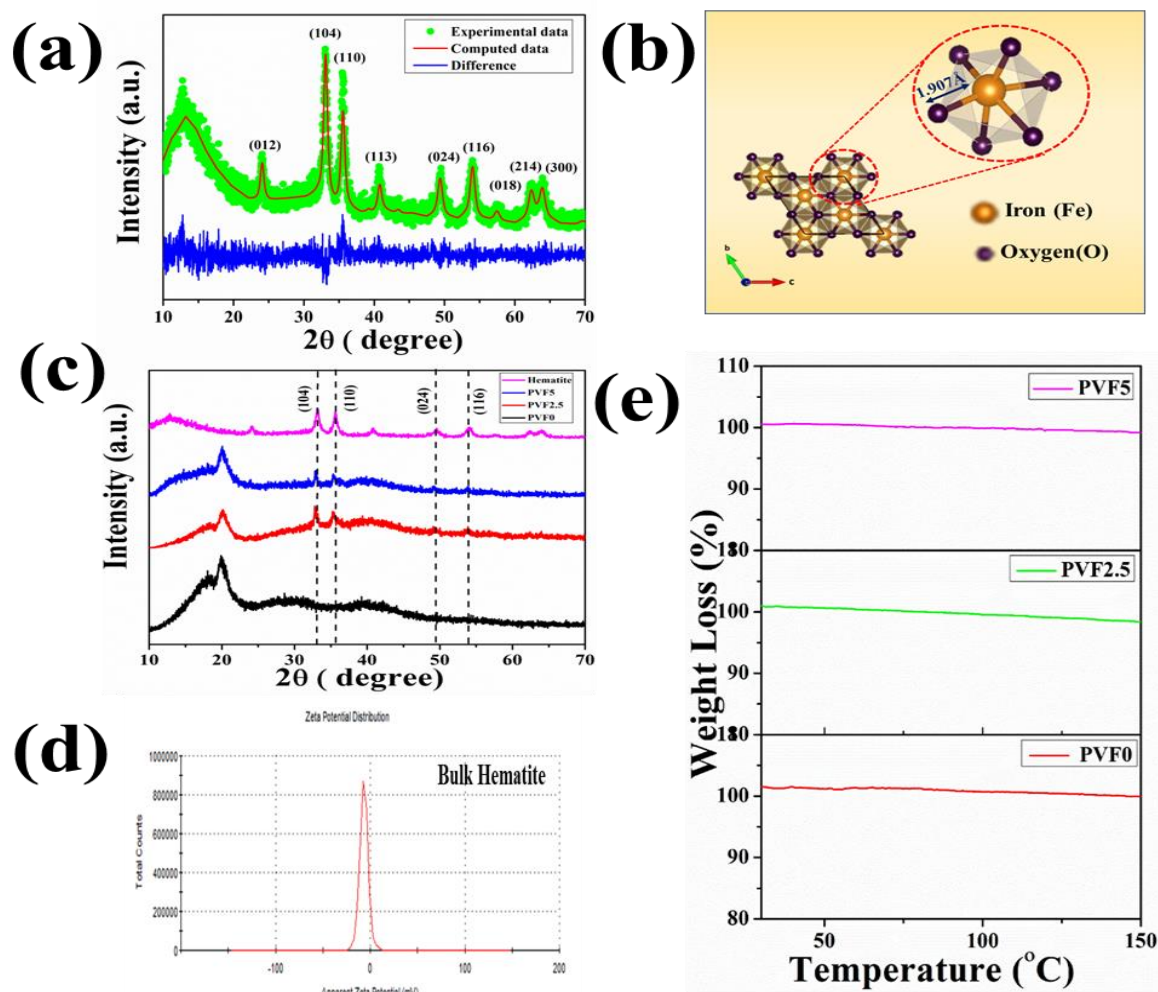 (a)
Intensity (a.u.)
(104)
(110)
(012)
(113)
(024)
(116)
(018)
(214) (300)
Experimental data
Computed data
Difference
10 20 30 40 50 60 70
2θ ( degree)
(b)
1.907Å
Iron (Fe)
Oxygen(O)
b
c
(c)
Intensity (a.u.)
(104)
(110)
(024)
(116)
Hematite
PVF5
PVF2.5
PVF0
10 20 30 40 50 60 70
2θ ( degree)
(d)
Zeta Potential Distribution
Bulk Hematite
Total Counts
1000000
800000
600000
400000
200000
0
-100 0 100 200
Apparent Zeta Potential (mV)
(e)
Weight Loss (%)
110
100
90
PVF5
100
90
PVF2.5
100
90
80
PVF0
50 100 150
Temperature (°C)